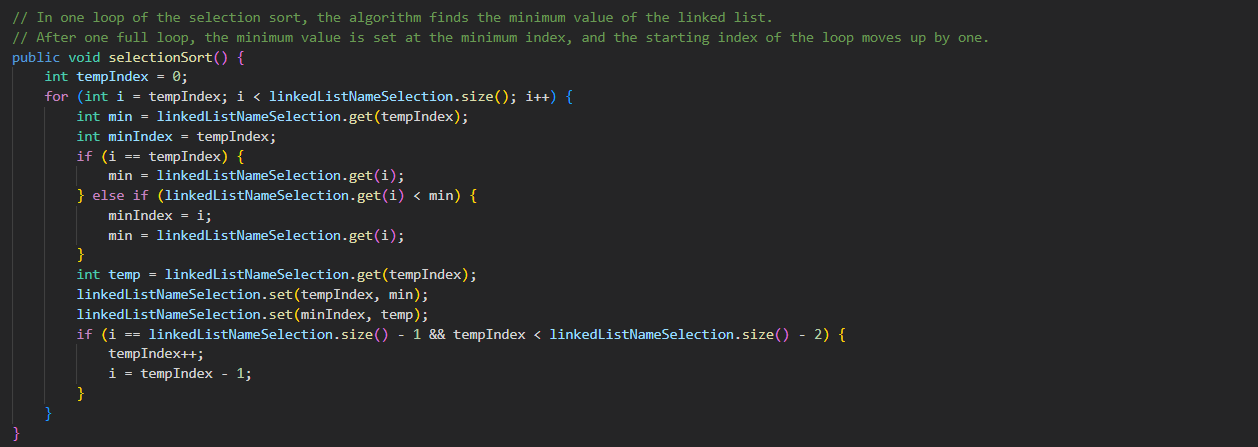 // In one loop of the selection sort, the algorithm finds the minimum value of the linked list.
// After one full loop, the minimum value is set at the minimum index, and the starting index of the loop moves up by one.
public void selectionSort() {
    int tempIndex = 0;
    for (int i = tempIndex; i < linkedListNameSelection.size(); i++) {
        int min = linkedListNameSelection.get(tempIndex);
        int minIndex = tempIndex;
        if (i == tempIndex) {
            min = linkedListNameSelection.get(i);
        } else if (linkedListNameSelection.get(i) < min) {
            minIndex = i;
            min = linkedListNameSelection.get(i);
        }
        int temp = linkedListNameSelection.get(tempIndex);
        linkedListNameSelection.set(tempIndex, min);
        linkedListNameSelection.set(minIndex, temp);
        if (i == linkedListNameSelection.size() - 1 && tempIndex < linkedListNameSelection.size() - 2) {
            tempIndex++;
            i = tempIndex - 1;
        }
    }
}